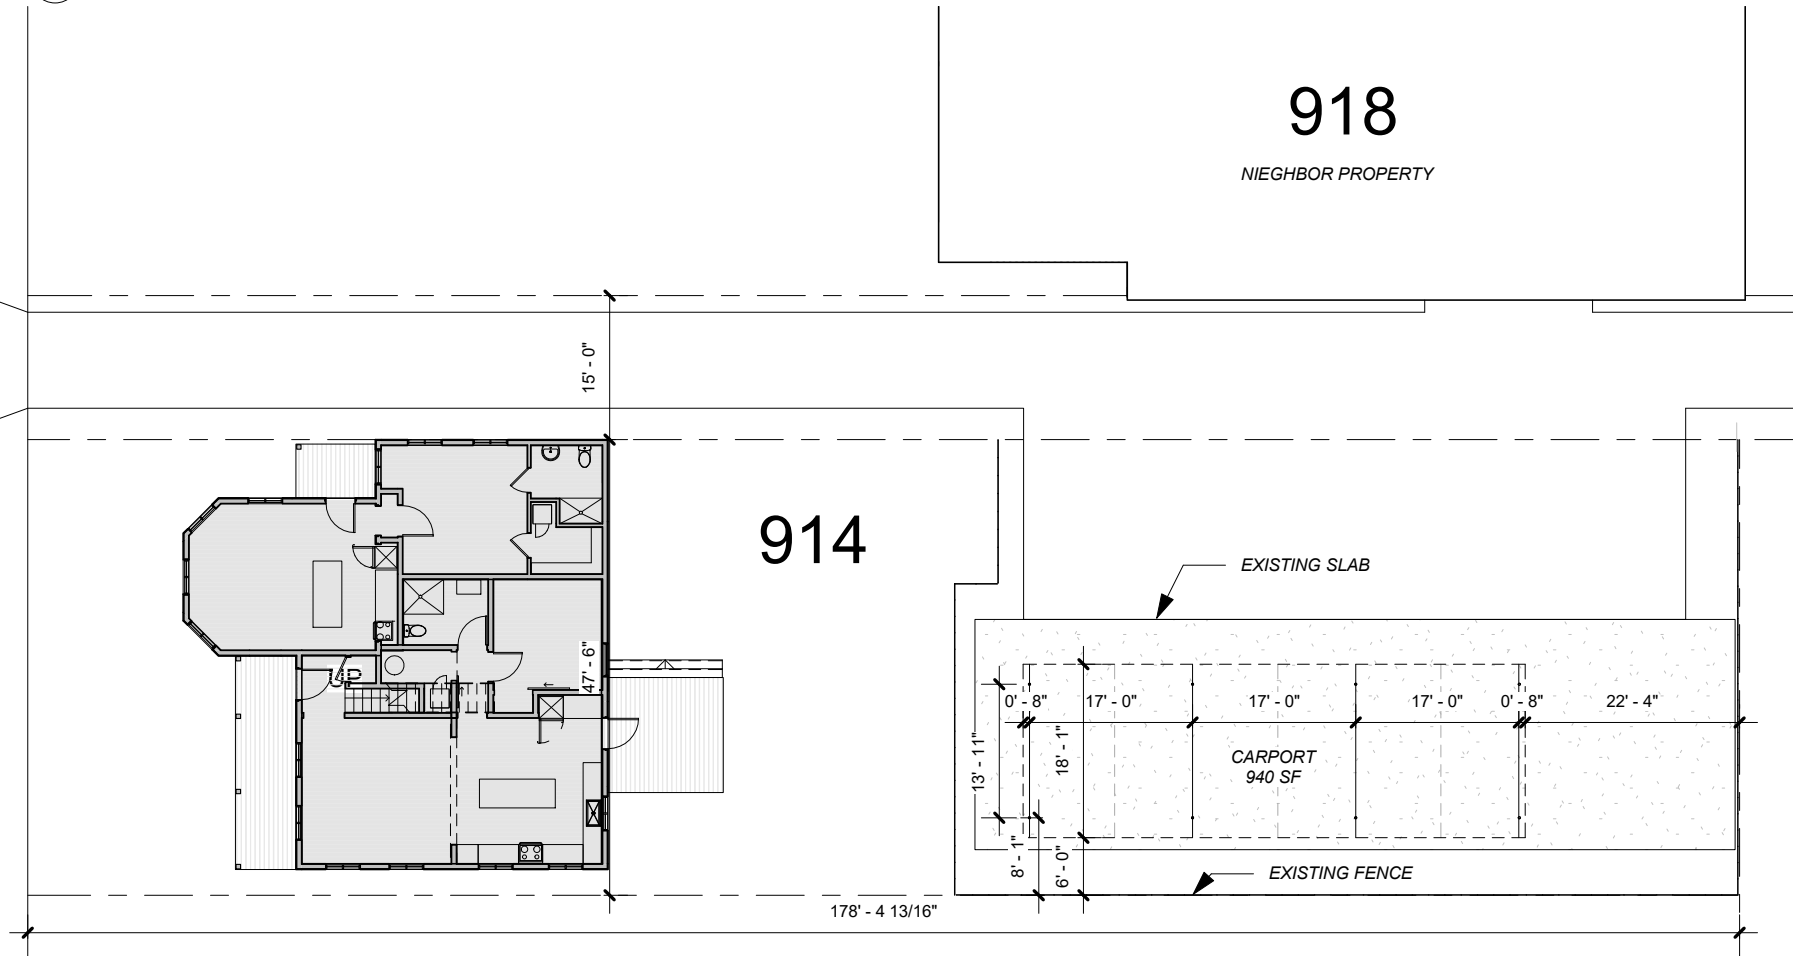 918
NIEGHBOR PROPERTY
15' - 0"
914
EXISTING SLAB
47' - 6"
UP
0' - 8"
17' - 0"
17' - 0"
17' - 0"
0' - 8"
22' - 4"
13' - 11"
18' - 1"
CARPORT
940 SF
8' - 1"
6' - 0"
EXISTING FENCE
178' - 4 13/16"